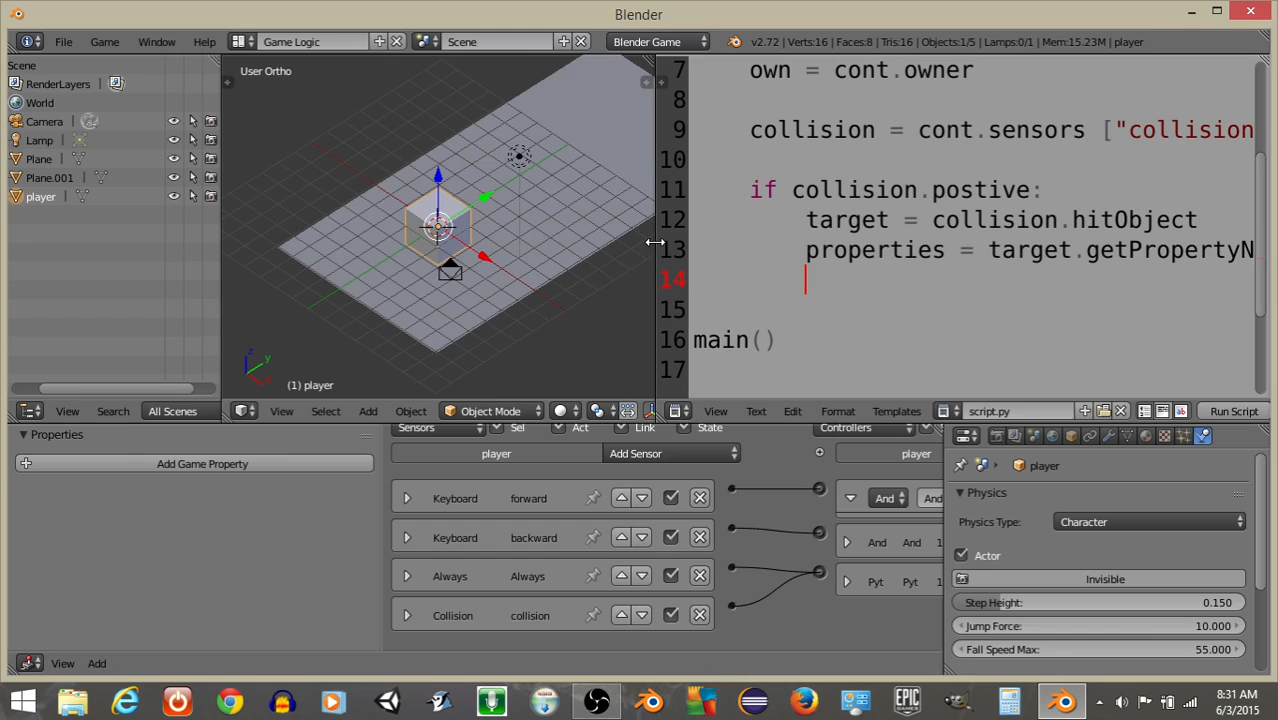 Blender
File Game Window Help Game Logic Scene Blender Game v2.72 | Verts:16 | Faces:8 | Tris:16 | Objects:1/5 | Lamps:0/1 | Mem:15.23M | player
Scene
RenderLayers
World
Camera
Lamp
Plane
Plane.001
player
View Search All Scenes
User Ortho
z
y
x
(1) player
View Select Add Object Object Mode
7 own = cont.owner
8
9 collision = cont.sensors ["collision
10
11 if collision.postive:
12 target = collision.hitObject
13 properties = target.getPropertyN
14
15
16 main()
17
View Text Edit Format Templates script.py Run Script
Properties
Add Game Property
Sensors Sel Act Link State
player Add Sensor
Keyboard forward
Keyboard backward
Always Always
Collision collision
Controllers
player
And And
And And 1
Pyt Pyt 1
View Add
player
Physics
Physics Type: Character
Actor
Invisible
Step Height: 0.150
Jump Force: 10.000
Fall Speed Max: 55.000
EPIC GAMES
8:31 AM
6/3/2015